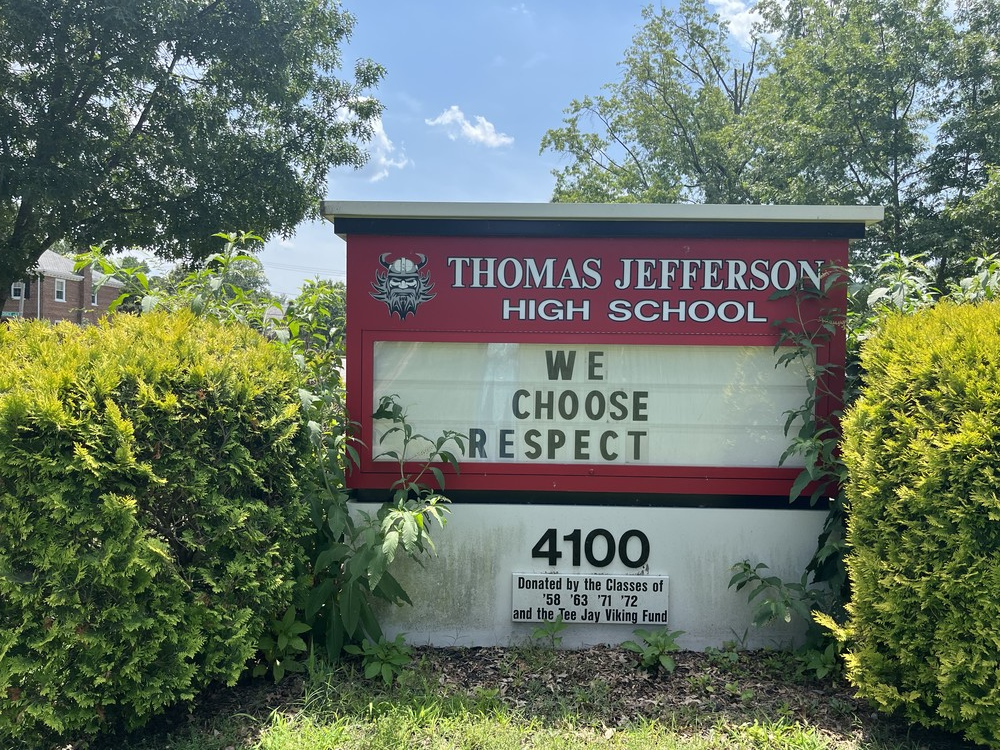 THOMAS JEFFERSON
HIGH SCHOOL
WE
CHOOSE
RESPECT
4100
Donated by the Classes of
'58 '63 '71 '72
and the Tee Jay Viking Fund